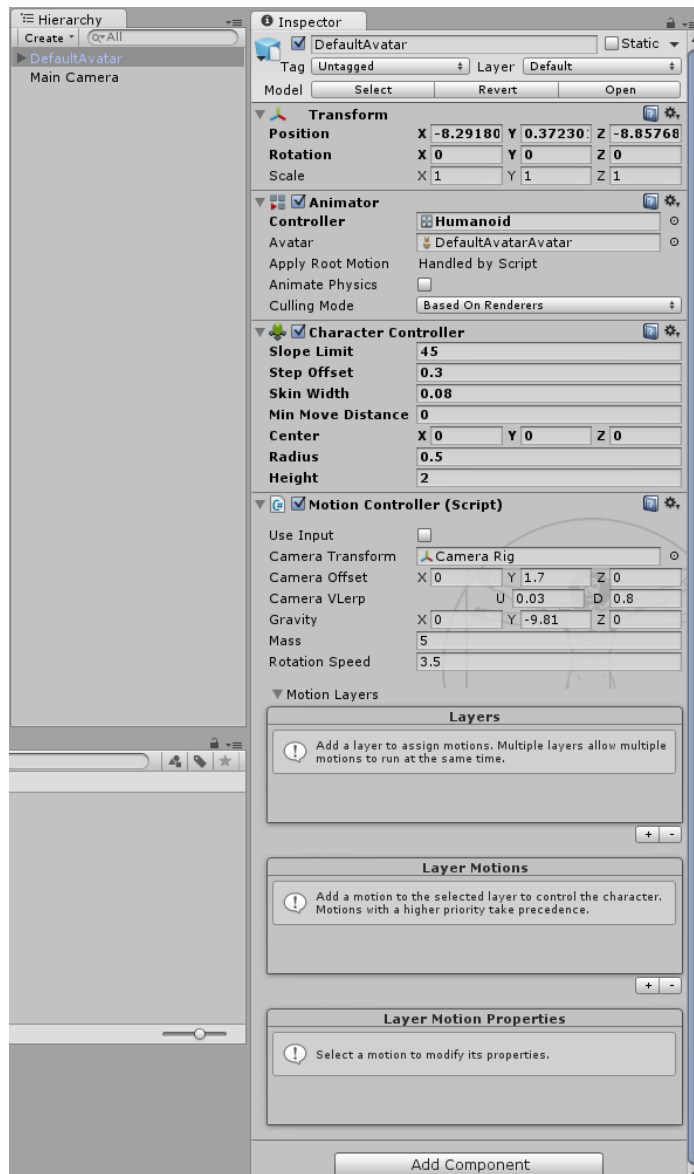 Hierarchy
Create
All
DefaultAvatar
Main Camera
Inspector
DefaultAvatar Static
Tag Untagged Layer Default
Model Select Revert Open
Transform
Position X -8.29180 Y 0.37230 Z -8.85768
Rotation X 0 Y 0 Z 0
Scale X 1 Y 1 Z 1
Animator
Controller Humanoid
Avatar DefaultAvatarAvatar
Apply Root Motion Handled by Script
Animate Physics
Culling Mode Based On Renderers
Character Controller
Slope Limit 45
Step Offset 0.3
Skin Width 0.08
Min Move Distance 0
Center X 0 Y 0 Z 0
Radius 0.5
Height 2
Motion Controller (Script)
Use Input
Camera Transform Camera Rig
Camera Offset X 0 Y 1.7 Z 0
Camera VLerp U 0.03 D 0.8
Gravity X 0 Y -9.81 Z 0
Mass 5
Rotation Speed 3.5
Motion Layers
Layers
Add a layer to assign motions. Multiple layers allow multiple
motions to run at the same time.
+ -
Layer Motions
Add a motion to the selected layer to control the character.
Motions with a higher priority take precedence.
+ -
Layer Motion Properties
Select a motion to modify its properties.
Add Component